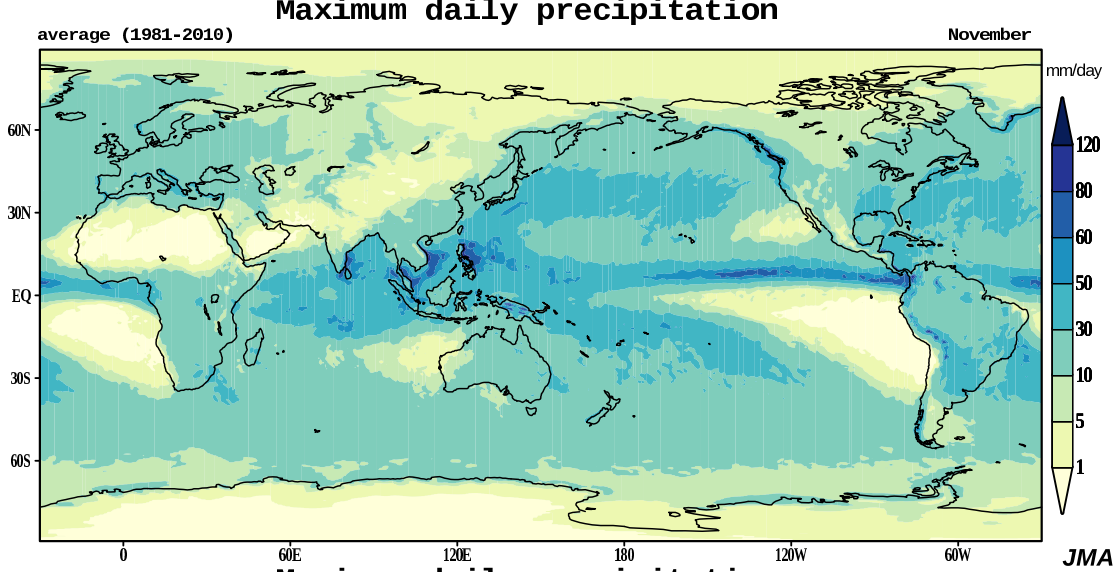 Maximum daily precipitation
average (1981-2010) November
mm/day
120
80
60
50
30
10
5
1
60N
30N
EQ
30S
60S
0 60E 120E 180 120W 60W
JMA